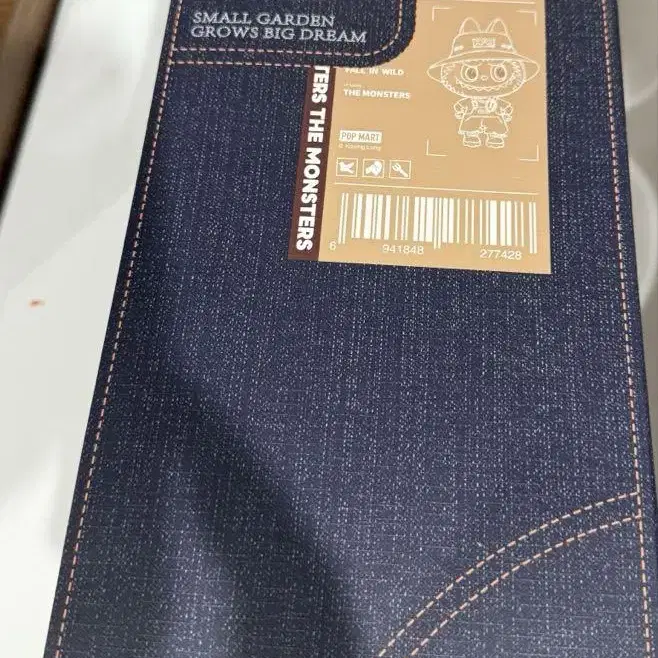 SMALL GARDEN
GROWS BIG DREAM
FALL IN WILD
THE MONSTERS
POP MART
TERS THE MONSTERS
6 941848 277428